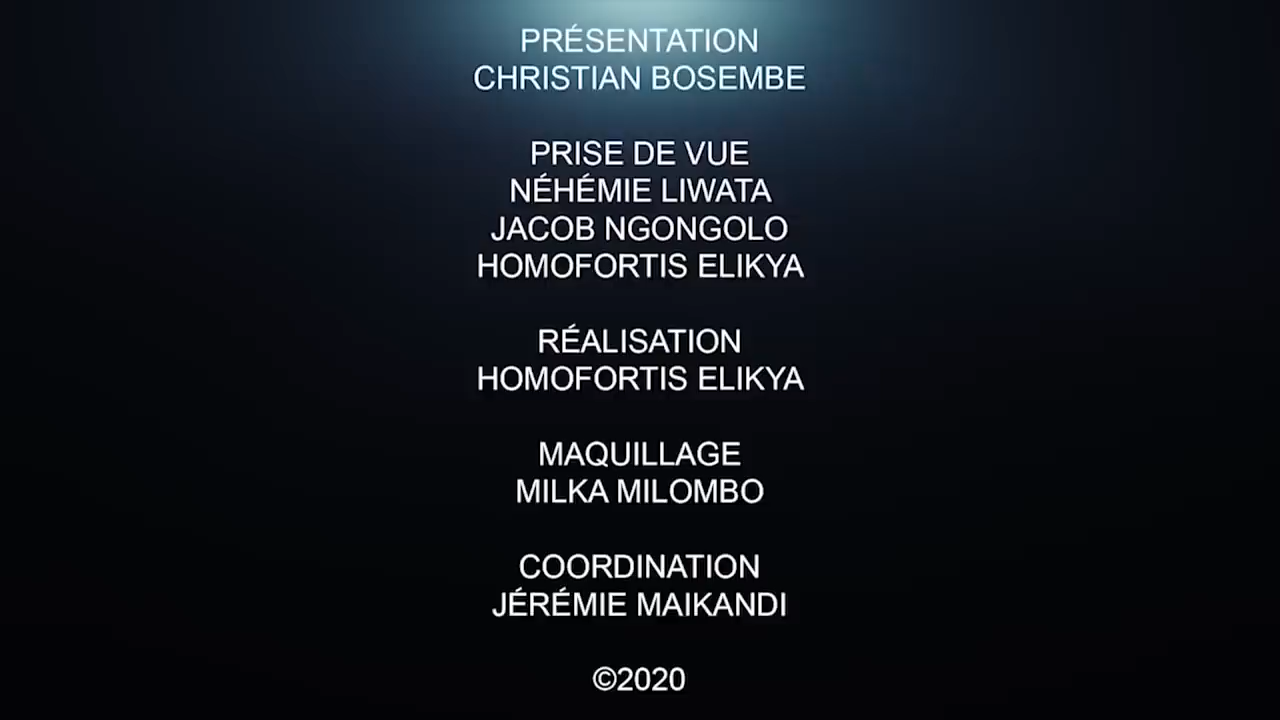 PRÉSENTATION
CHRISTIAN BOSEMBE
PRISE DE VUE
NÉHÉMIE LIWATA
JACOB NGONGOLO
HOMOFORTIS ELIKYA
RÉALISATION
HOMOFORTIS ELIKYA
MAQUILLAGE
MILKA MILOMBO
COORDINATION
JÉRÉMIE MAIKANDI
©2020